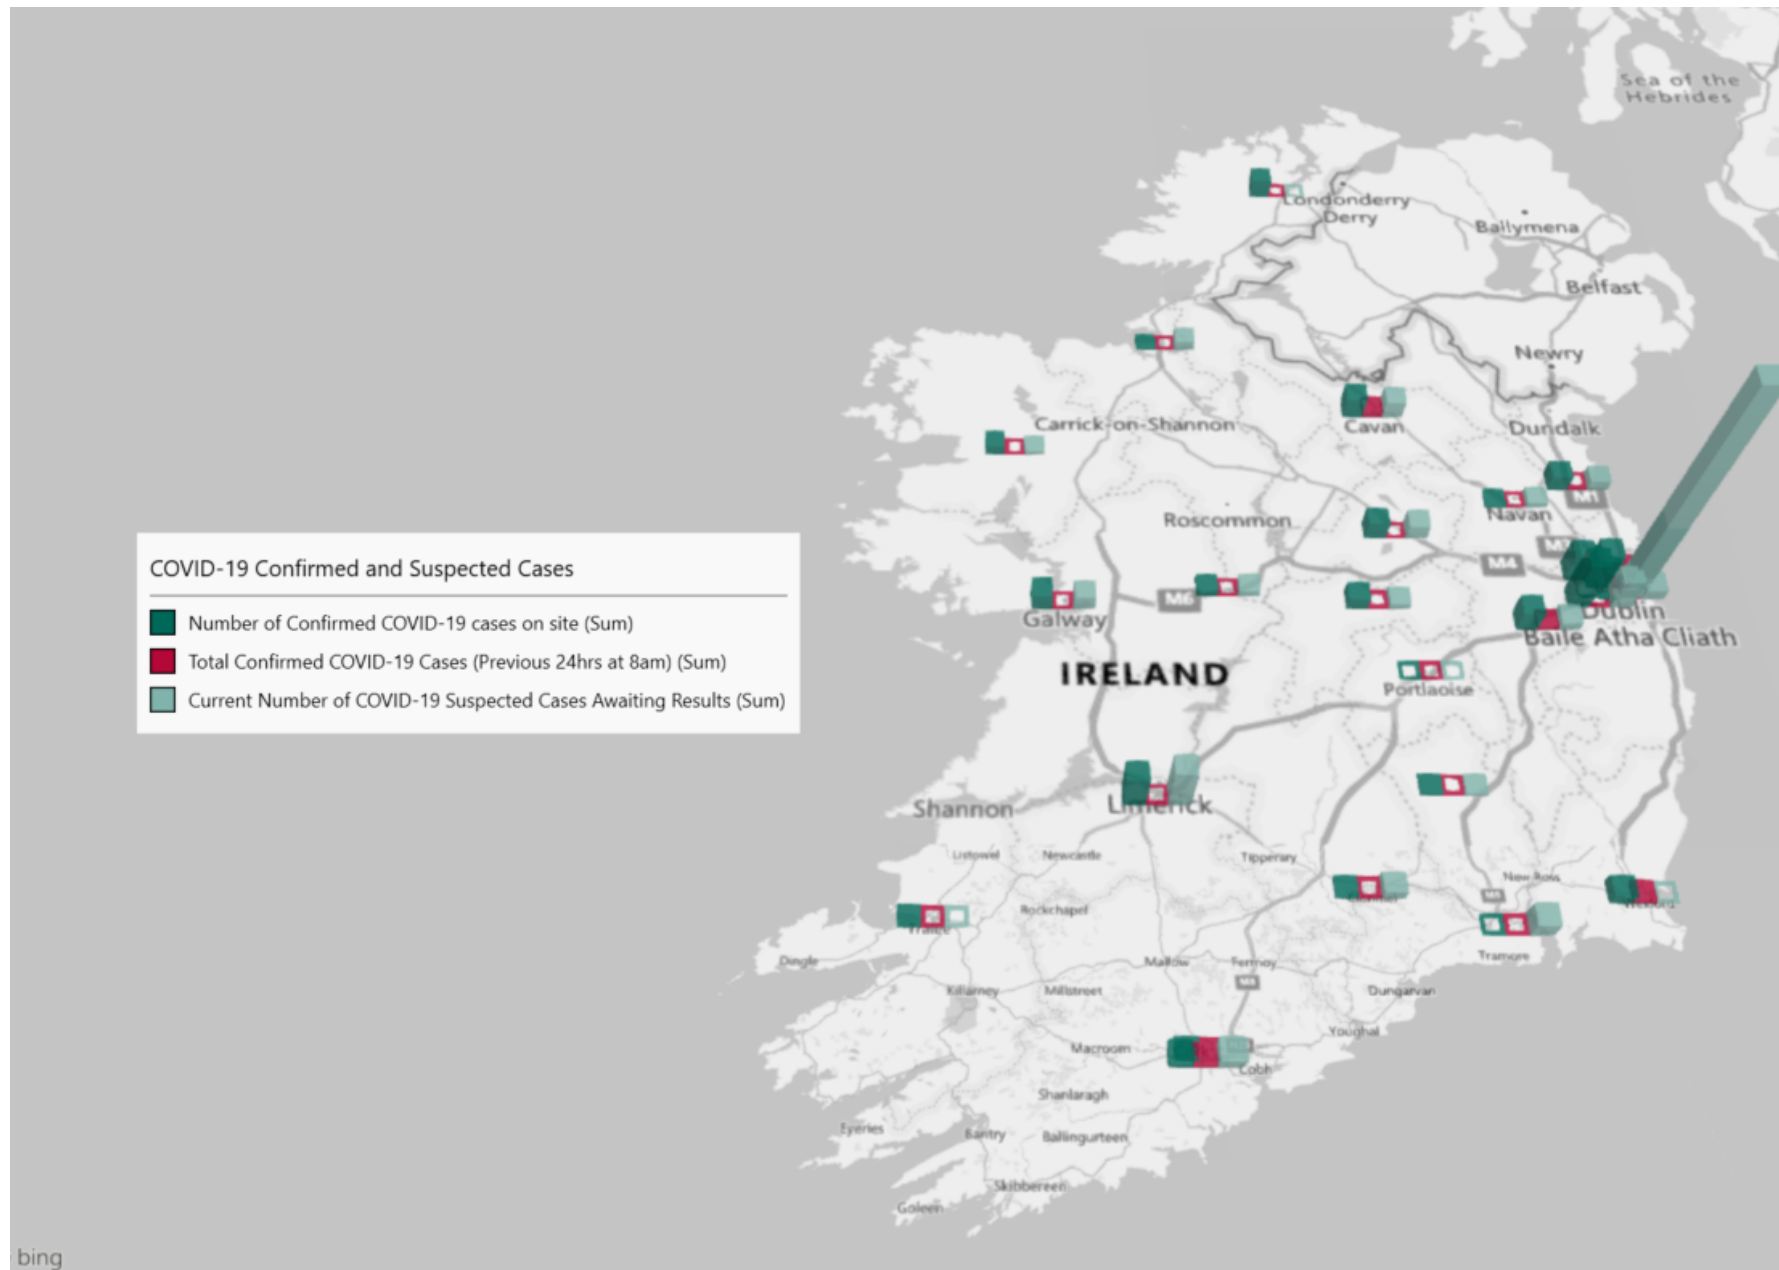 Sea of the
Hebrides
Londonderry
Derry
Ballymena
Belfast
Newry
Carrick-on-Shannon
Cavan
Dundalk
M1
Navan
Roscommon
M4
M6
Galway
Dublin
Baile Atha Cliath
IRELAND
Portlaoise
COVID-19 Confirmed and Suspected Cases
Number of Confirmed COVID-19 cases on site (Sum)
Total Confirmed COVID-19 Cases (Previous 24hrs at 8am) (Sum)
Current Number of COVID-19 Suspected Cases Awaiting Results (Sum)
Limerick
Shannon
Listowel
Newcastle
Tipperary
New Ross
Rockchapel
Tralee
Wexford
Tramore
Dingle
Mallow
Fermoy
Killarney
Millstreet
Dungarvan
Youghal
Macroom
Cobh
Shanlaragh
Eyeries
Bantry
Ballingurteen
Skibbereen
Goleen
bing